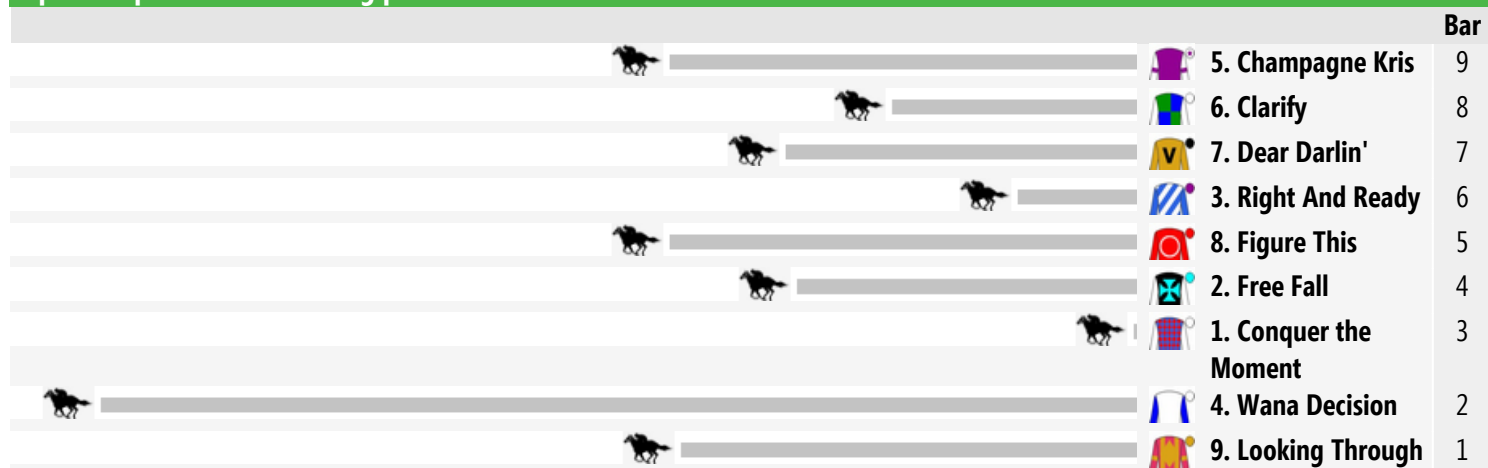 Bar
5. Champagne Kris 9
6. Clarify 8
V 7. Dear Darlin' 7
3. Right And Ready 6
8. Figure This 5
2. Free Fall 4
1. Conquer the 3
Moment
4. Wana Decision 2
9. Looking Through 1